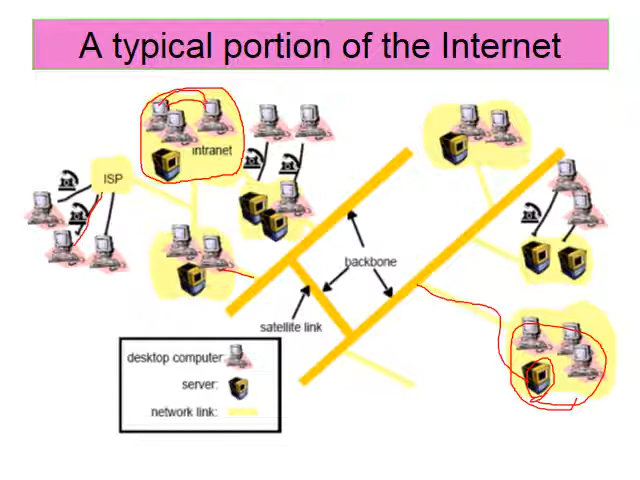 A typical portion of the Internet
intranet
ISP
backbone
satellite link
desktop computer:
server:
network link: